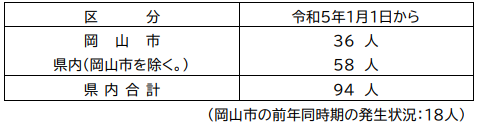 区　　分　令和5年1月1日から
岡　山　市　36　人
県内（岡山市を除く。）　58　人
県 内 合 計　94　人
（岡山市の前年同時期の発生状況：18人）